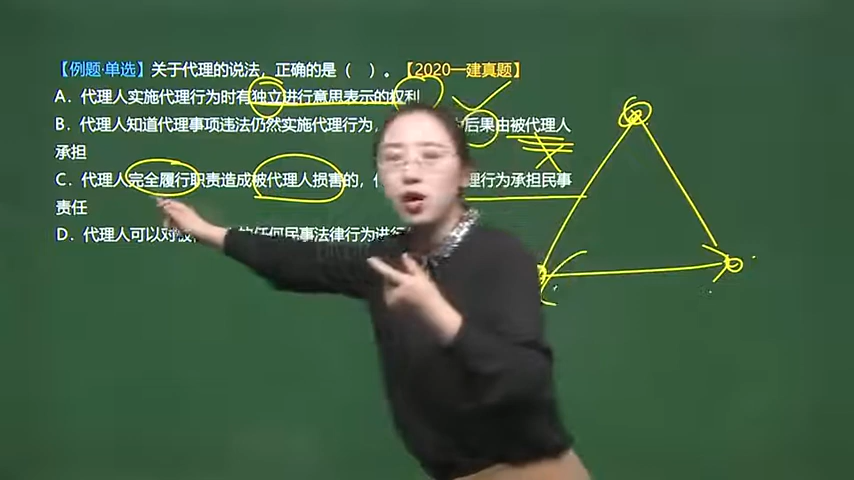 【例题·单选】关于代理的说法，正确的是（ ）。【2020一建真题】
A．代理人实施代理行为时有独立进行意思表示的权利
B．代理人知道代理事项违法仍然实施代理行为，后果由被代理人
承担
C．代理人完全履行职责造成被代理人损害的，理行为承担民事
责任
D．代理人可以对被的任何民事法律行为进行